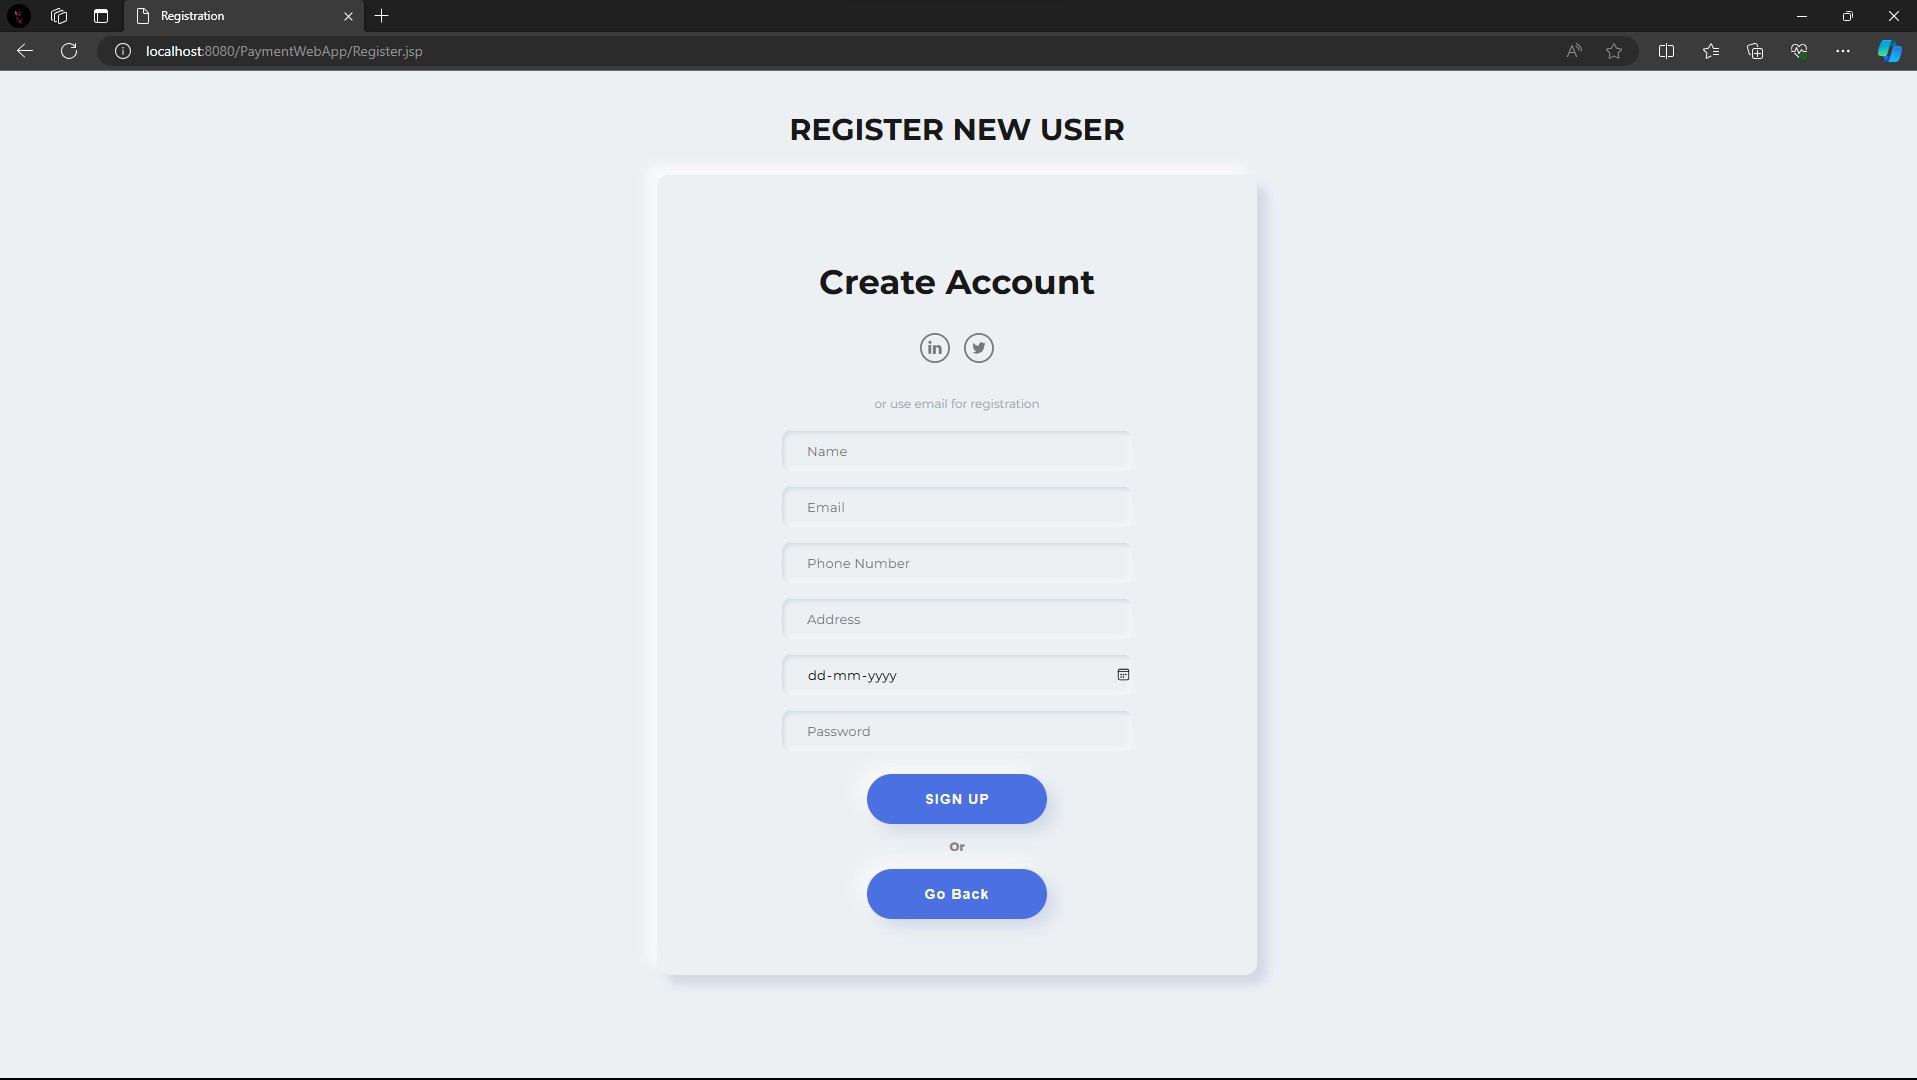 Registration
localhost:8080/PaymentWebApp/Register.jsp
REGISTER NEW USER
Create Account
in
or use email for registration
Name
Email
Phone Number
Address
dd-mm-yyyy
Password
SIGN UP
Or
Go Back